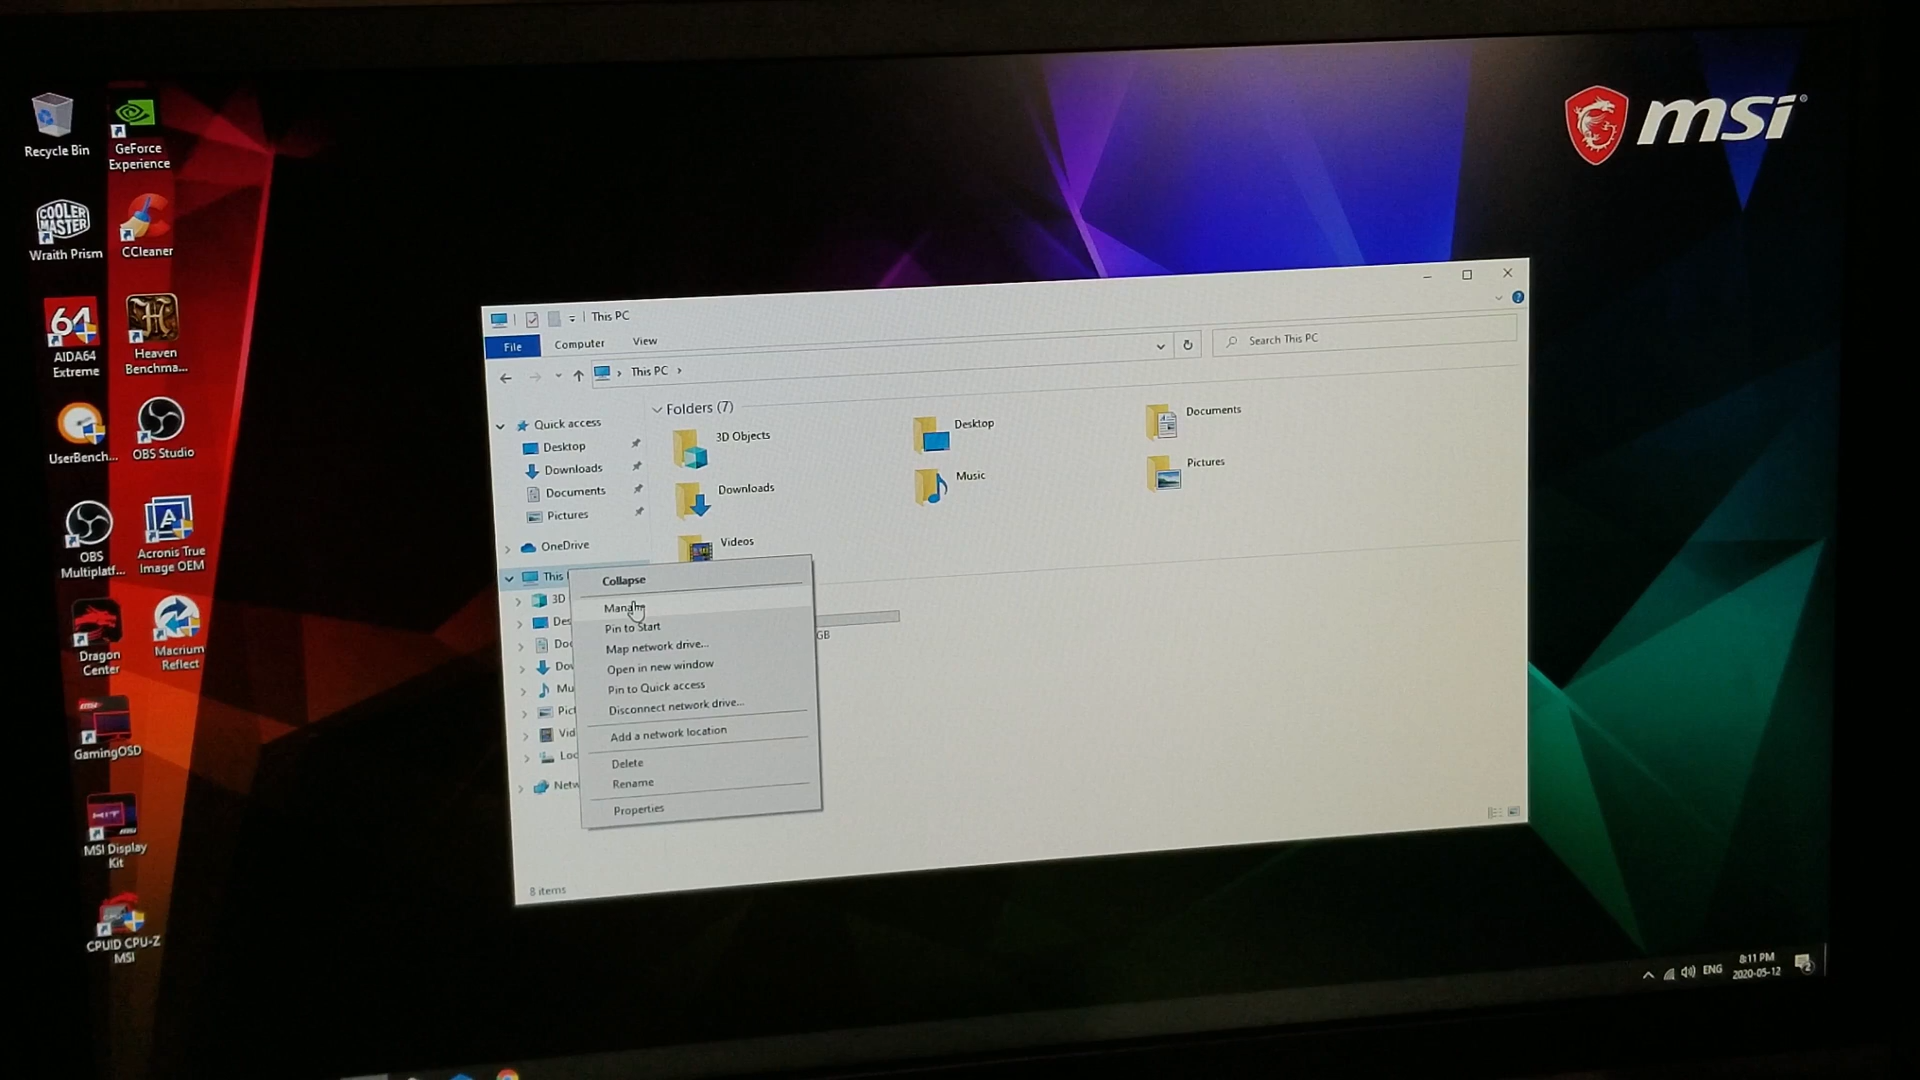 Recycle Bin
GeForce
Experience
Wraith Prism
CCleaner
COOLER
MASTER
64
AIDA64
Extreme
Heaven
Benchma...
UserBench...
OBS Studio
OBS
Multiplatf...
Acronis True
Image OEM
Dragon
Center
Macrium
Reflect
GamingOSD
MSI Display
Kit
CPUID CPU-Z
MSI
msi
This PC
File
Computer
View
This PC
Search This PC
Quick access
Desktop
Downloads
Documents
Pictures
OneDrive
This
3D
Des
Doc
Dov
Mu
Pict
Vid
Loc
Netw
Folders (7)
3D Objects
Desktop
Documents
Downloads
Music
Pictures
Videos
GB
Collapse
Manage
Pin to Start
Map network drive...
Open in new window
Pin to Quick access
Disconnect network drive...
Add a network location
Delete
Rename
Properties
8 items
ENG
8:11 PM
2020-05-12
2